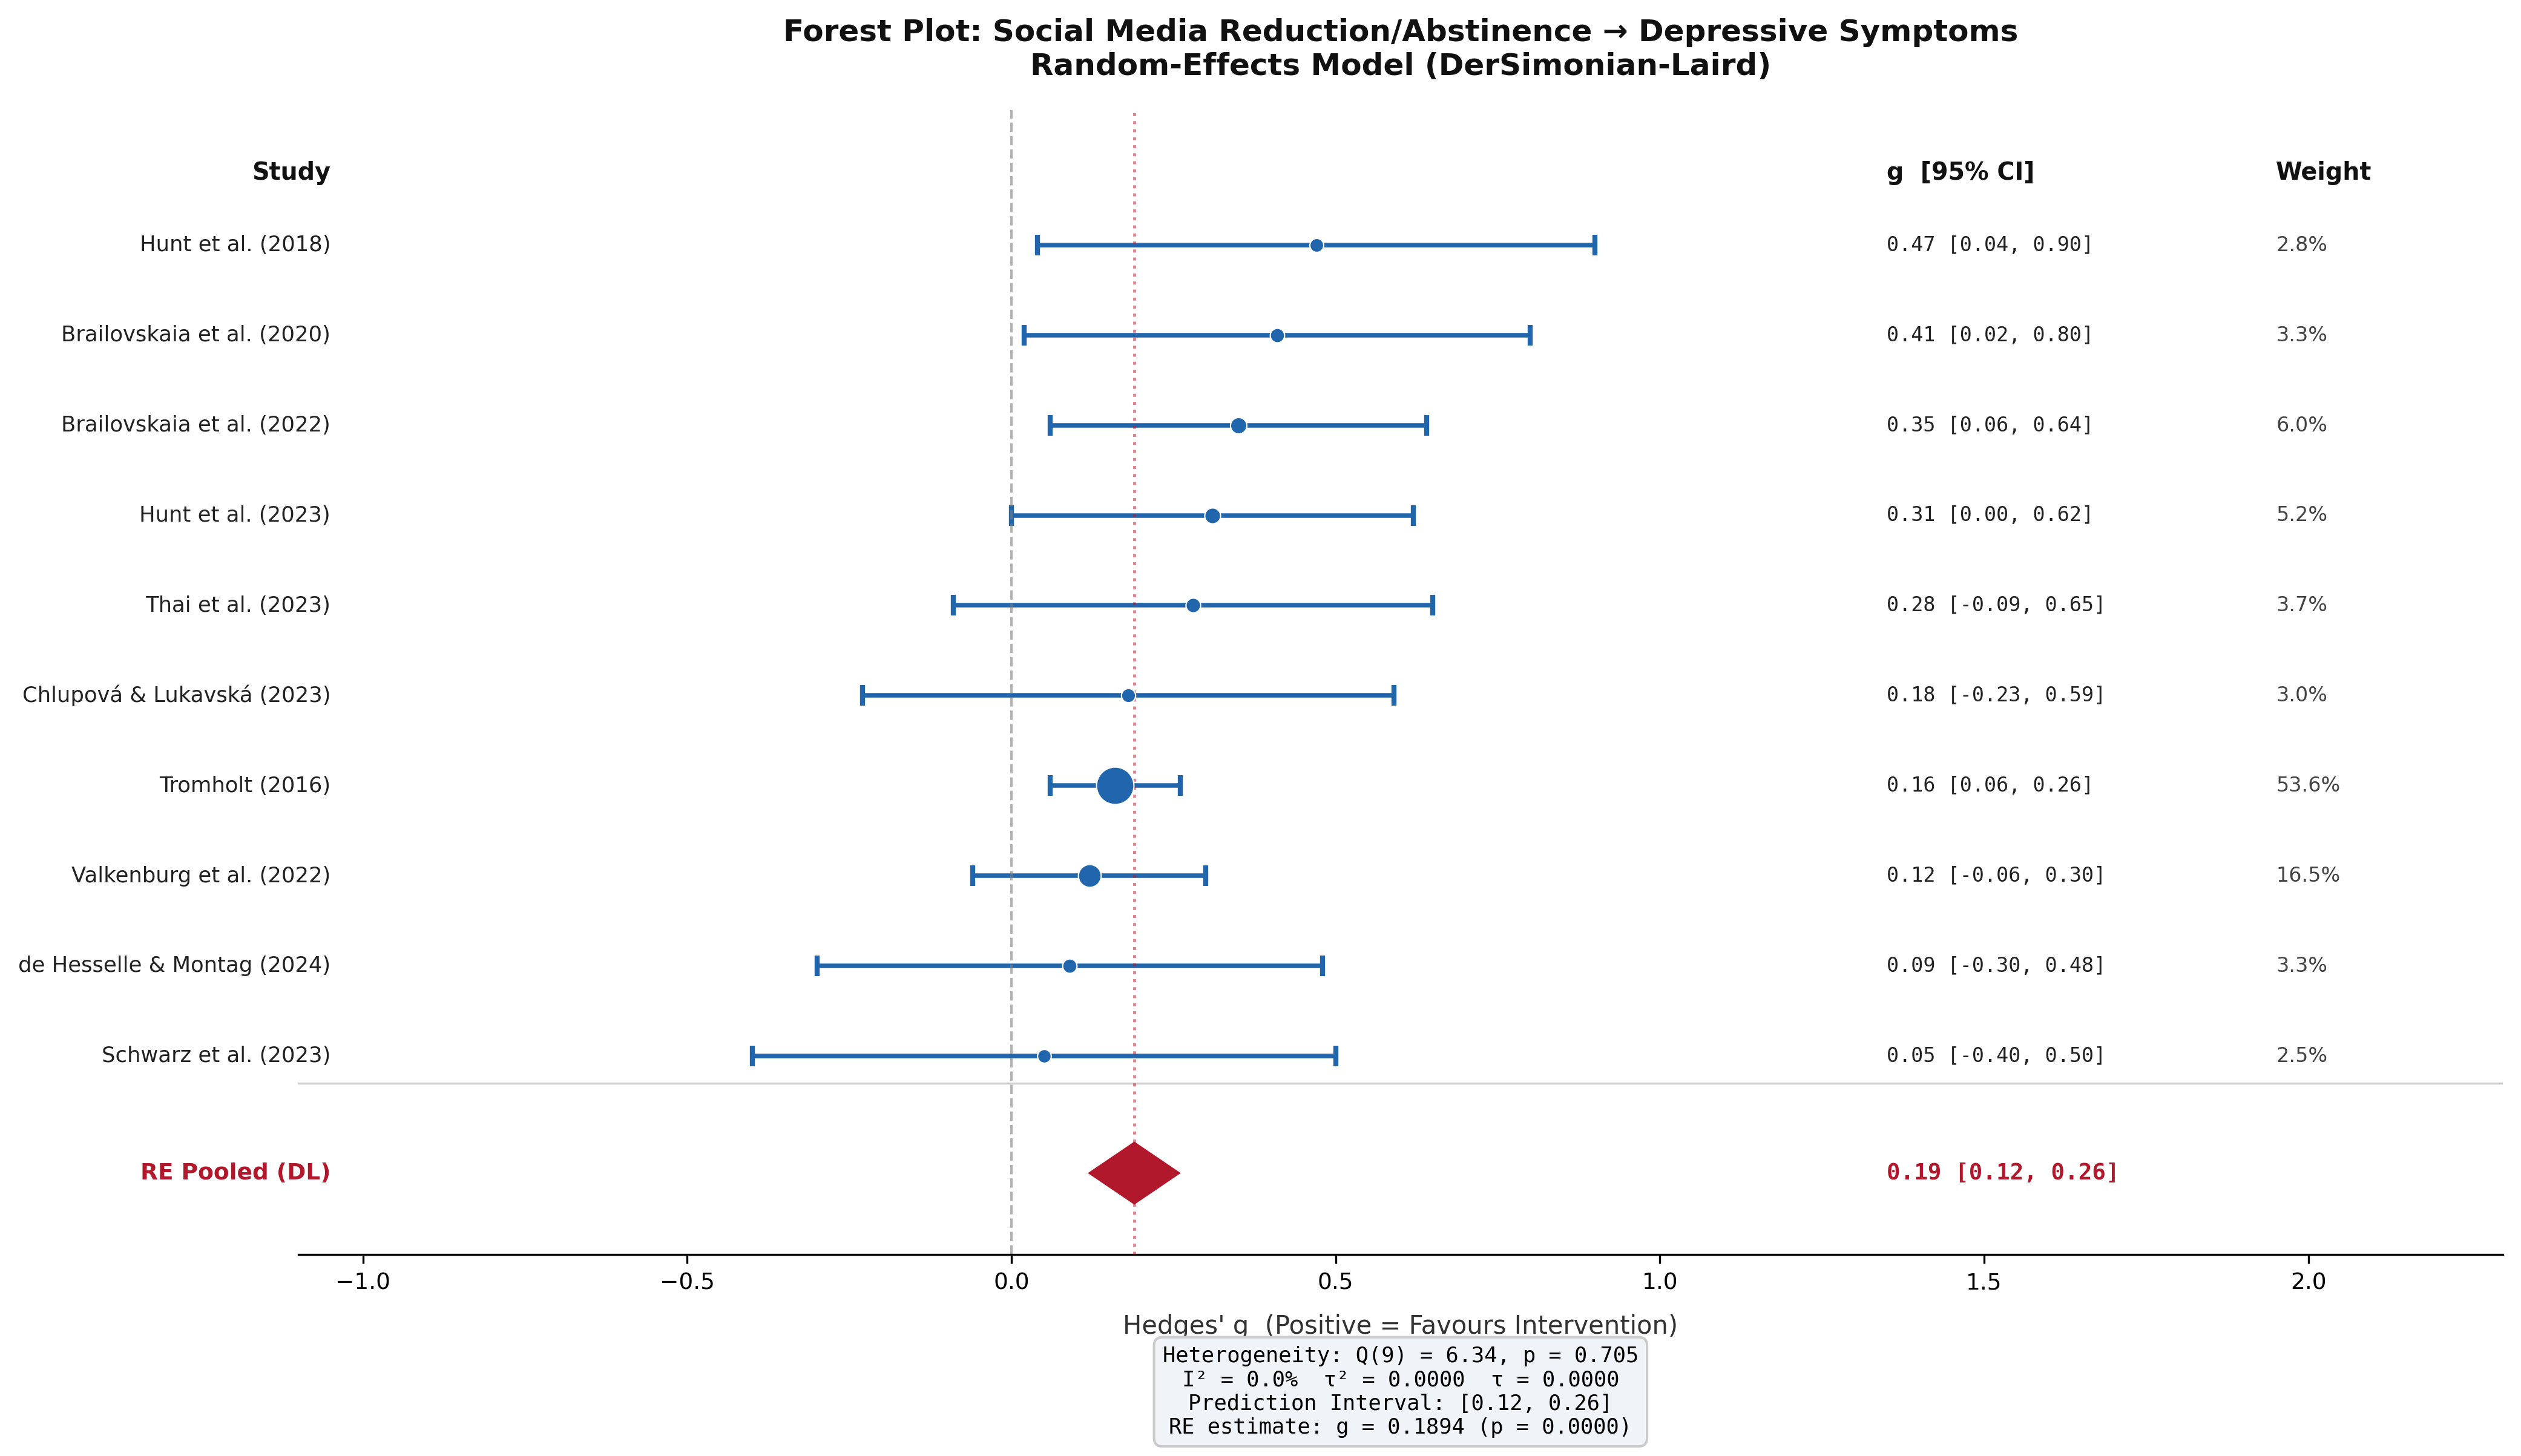 Forest Plot: Social Media Reduction/Abstinence → Depressive Symptoms
Random-Effects Model (DerSimonian-Laird)
Study g [95% CI] Weight
Hunt et al. (2018) 0.47 [0.04, 0.90] 2.8%
Brailovskaia et al. (2020) 0.41 [0.02, 0.80] 3.3%
Brailovskaia et al. (2022) 0.35 [0.06, 0.64] 6.0%
Hunt et al. (2023) 0.31 [0.00, 0.62] 5.2%
Thai et al. (2023) 0.28 [-0.09, 0.65] 3.7%
Chlupová & Lukavská (2023) 0.18 [-0.23, 0.59] 3.0%
Tromholt (2016) 0.16 [0.06, 0.26] 53.6%
Valkenburg et al. (2022) 0.12 [-0.06, 0.30] 16.5%
de Hesselle & Montag (2024) 0.09 [-0.30, 0.48] 3.3%
Schwarz et al. (2023) 0.05 [-0.40, 0.50] 2.5%
RE Pooled (DL) 0.19 [0.12, 0.26]
−1.0 −0.5 0.0 0.5 1.0 1.5 2.0
Hedges' g (Positive = Favours Intervention)
Heterogeneity: Q(9) = 6.34, p = 0.705
I² = 0.0% τ² = 0.0000 τ = 0.0000
Prediction Interval: [0.12, 0.26]
RE estimate: g = 0.1894 (p = 0.0000)